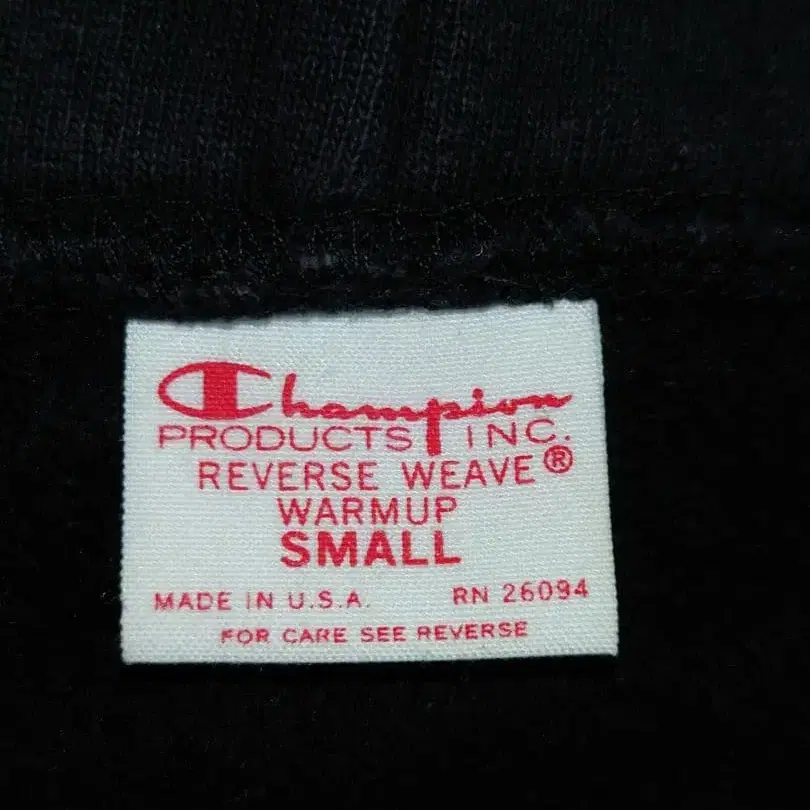 Champion
PRODUCTS INC.
REVERSE WEAVE®
WARMUP
SMALL
MADE IN U.S.A. RN 26094
FOR CARE SEE REVERSE